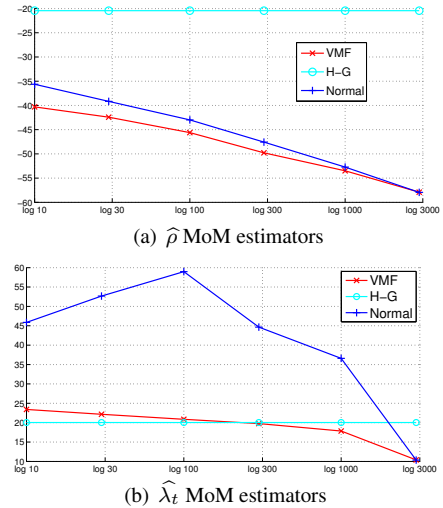 -20
-25
-30
-35
-40
-45
-50
-55
-60
log 10
log 30
log 100
log 300
log 1000
log 3000
VMF
H-G
Normal
(a) ρ̂ MoM estimators
60
55
50
45
40
35
30
25
20
15
10
log 10
log 30
log 100
log 300
log 1000
log 3000
VMF
H-G
Normal
(b) λ̂t MoM estimators